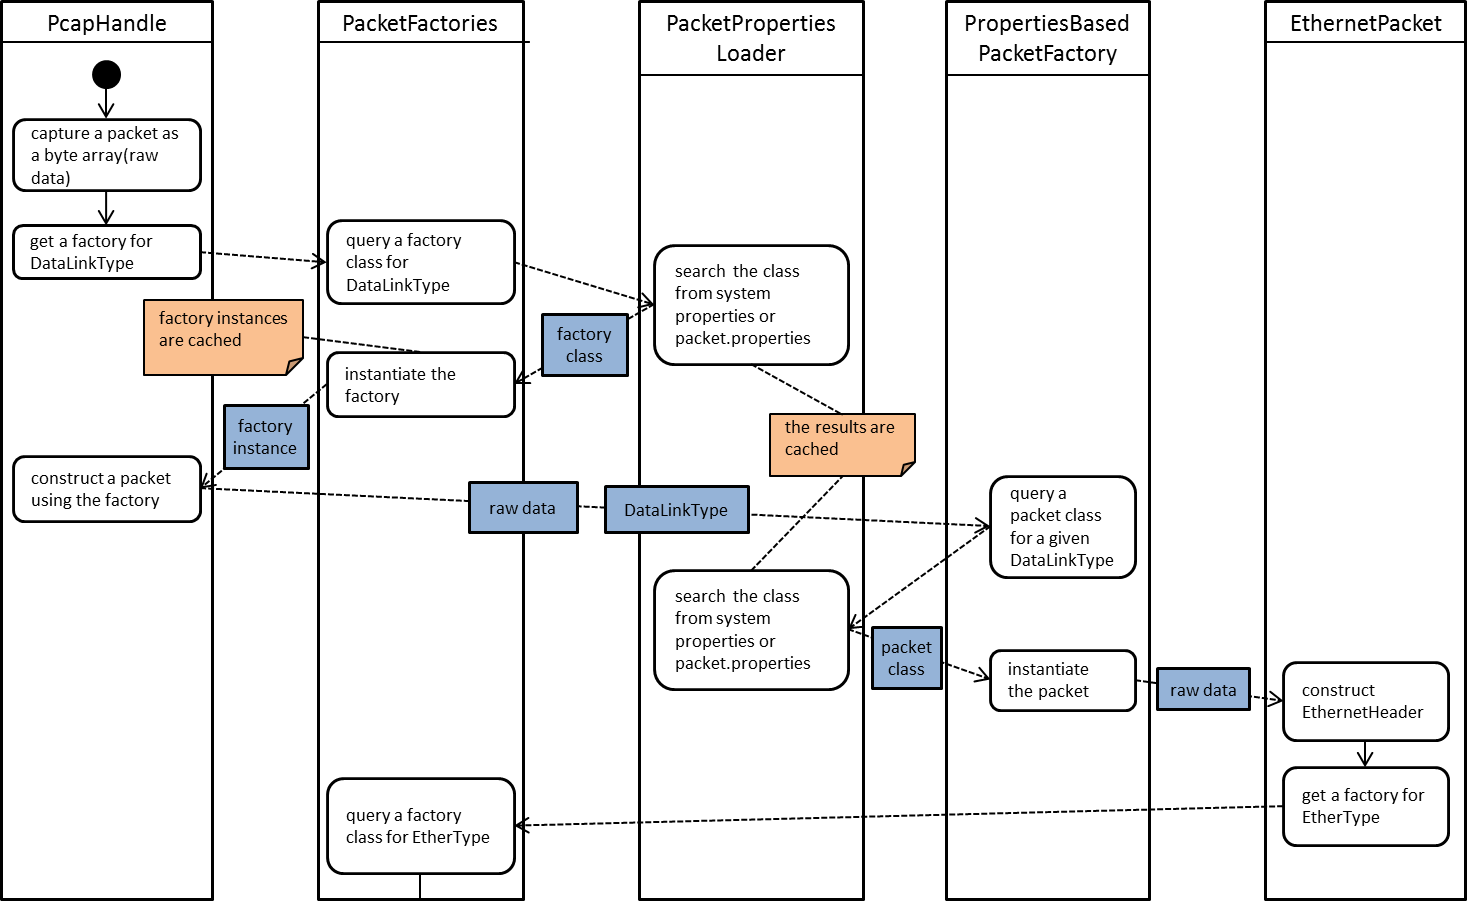 PcapHandle
PacketFactories
PacketProperties
Loader
PropertiesBased
PacketFactory
EthernetPacket
capture a packet as
a byte array(raw
data)
get a factory for
DataLinkType
query a factory
class for
DataLinkType
search the class
from system
properties or
packet.properties
factory instances
are cached
factory
class
instantiate the
factory
factory
instance
the results are
cached
construct a packet
using the factory
raw data
DataLinkType
query a
packet class
for a given
DataLinkType
search the class
from system
properties or
packet.properties
packet
class
instantiate
the packet
raw data
construct
EthernetHeader
get a factory for
EtherType
query a factory
class for EtherType